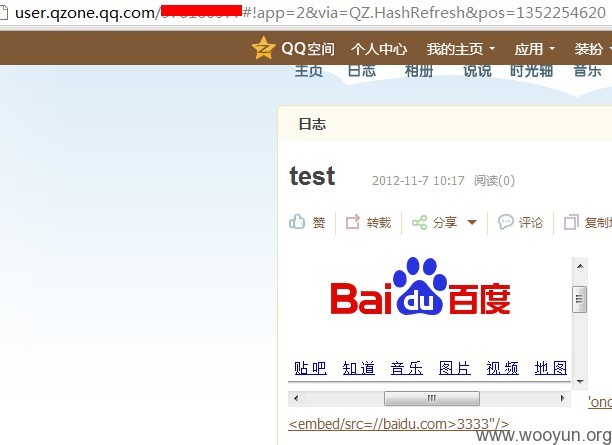 user.qzone.qq.com/ #!app=2&via=QZ.HashRefresh&pos=1352254620
QQ空间 个人中心 我的主页 应用 装扮
主页 日志 相册 说说 时光轴 音乐
日志
test 2012-11-7 10:17 阅读(0)
赞 转载 分享 评论 复制
Bai du 百度
贴吧 知道 音乐 图片 视频 地图
'onc
<embed/src=//baidu.com>3333"/>
www.wooyun.org